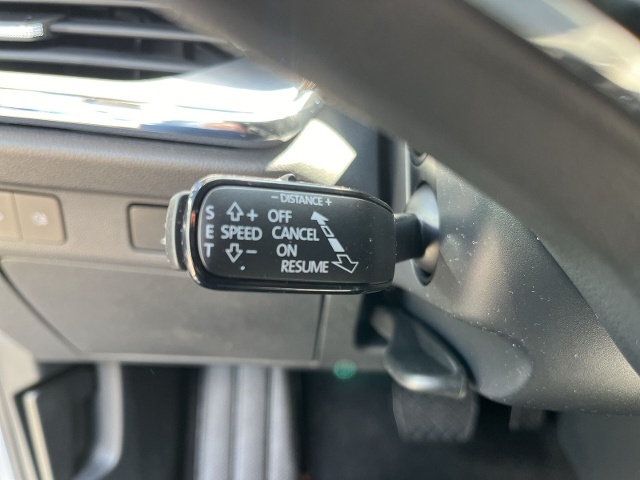 - DISTANCE +
S + OFF
E SPEED CANCEL
T - ON
RESUME